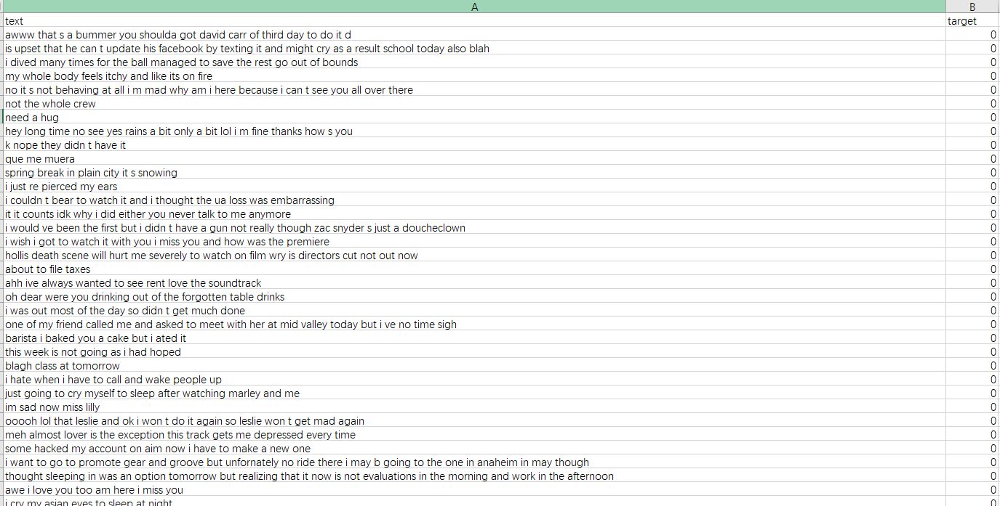 A B
text target
awww that s a bummer you shoulda got david carr of third day to do it d 0
is upset that he can t update his facebook by texting it and might cry as a result school today also blah 0
i dived many times for the ball managed to save the rest go out of bounds 0
my whole body feels itchy and like its on fire 0
no it s not behaving at all i m mad why am i here because i can t see you all over there 0
not the whole crew 0
need a hug 0
hey long time no see yes rains a bit only a bit lol i m fine thanks how s you 0
k nope they didn t have it 0
que me muera 0
spring break in plain city it s snowing 0
i just re pierced my ears 0
i couldn t bear to watch it and i thought the ua loss was embarrassing 0
it it counts idk why i did either you never talk to me anymore 0
i would ve been the first but i didn t have a gun not really though zac snyder s just a doucheclown 0
i wish i got to watch it with you i miss you and how was the premiere 0
hollis death scene will hurt me severely to watch on film wry is directors cut not out now 0
about to file taxes 0
ahh ive always wanted to see rent love the soundtrack 0
oh dear were you drinking out of the forgotten table drinks 0
i was out most of the day so didn t get much done 0
one of my friend called me and asked to meet with her at mid valley today but i ve no time sigh 0
barista i baked you a cake but i ated it 0
this week is not going as i had hoped 0
blagh class at tomorrow 0
i hate when i have to call and wake people up 0
just going to cry myself to sleep after watching marley and me 0
im sad now miss lilly 0
ooooh lol that leslie and ok i won t do it again so leslie won t get mad again 0
meh almost lover is the exception this track gets me depressed every time 0
some hacked my account on aim now i have to make a new one 0
i want to go to promote gear and groove but unfornately no ride there i may b going to the one in anaheim in may though 0
thought sleeping in was an option tomorrow but realizing that it now is not evaluations in the morning and work in the afternoon 0
awe i love you too am here i miss you 0
i cry my asian eyes to sleep at night 0